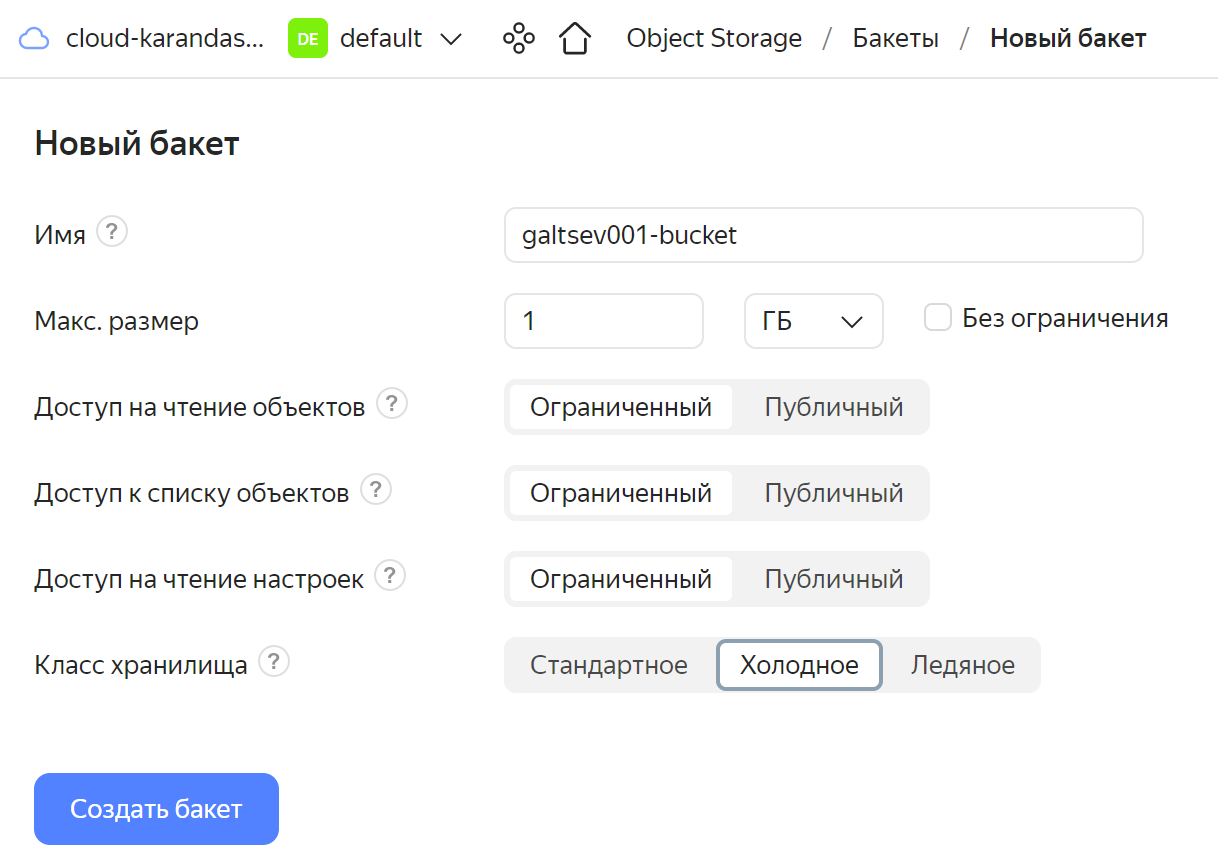 cloud-karandas... DE default Object Storage / Бакеты / Новый бакет
Новый бакет
Имя ? galtsev001-bucket
Макс. размер 1 ГБ Без ограничения
Доступ на чтение объектов ? Ограниченный Публичный
Доступ к списку объектов ? Ограниченный Публичный
Доступ на чтение настроек ? Ограниченный Публичный
Класс хранилища ? Стандартное Холодное Ледяное
Создать бакет